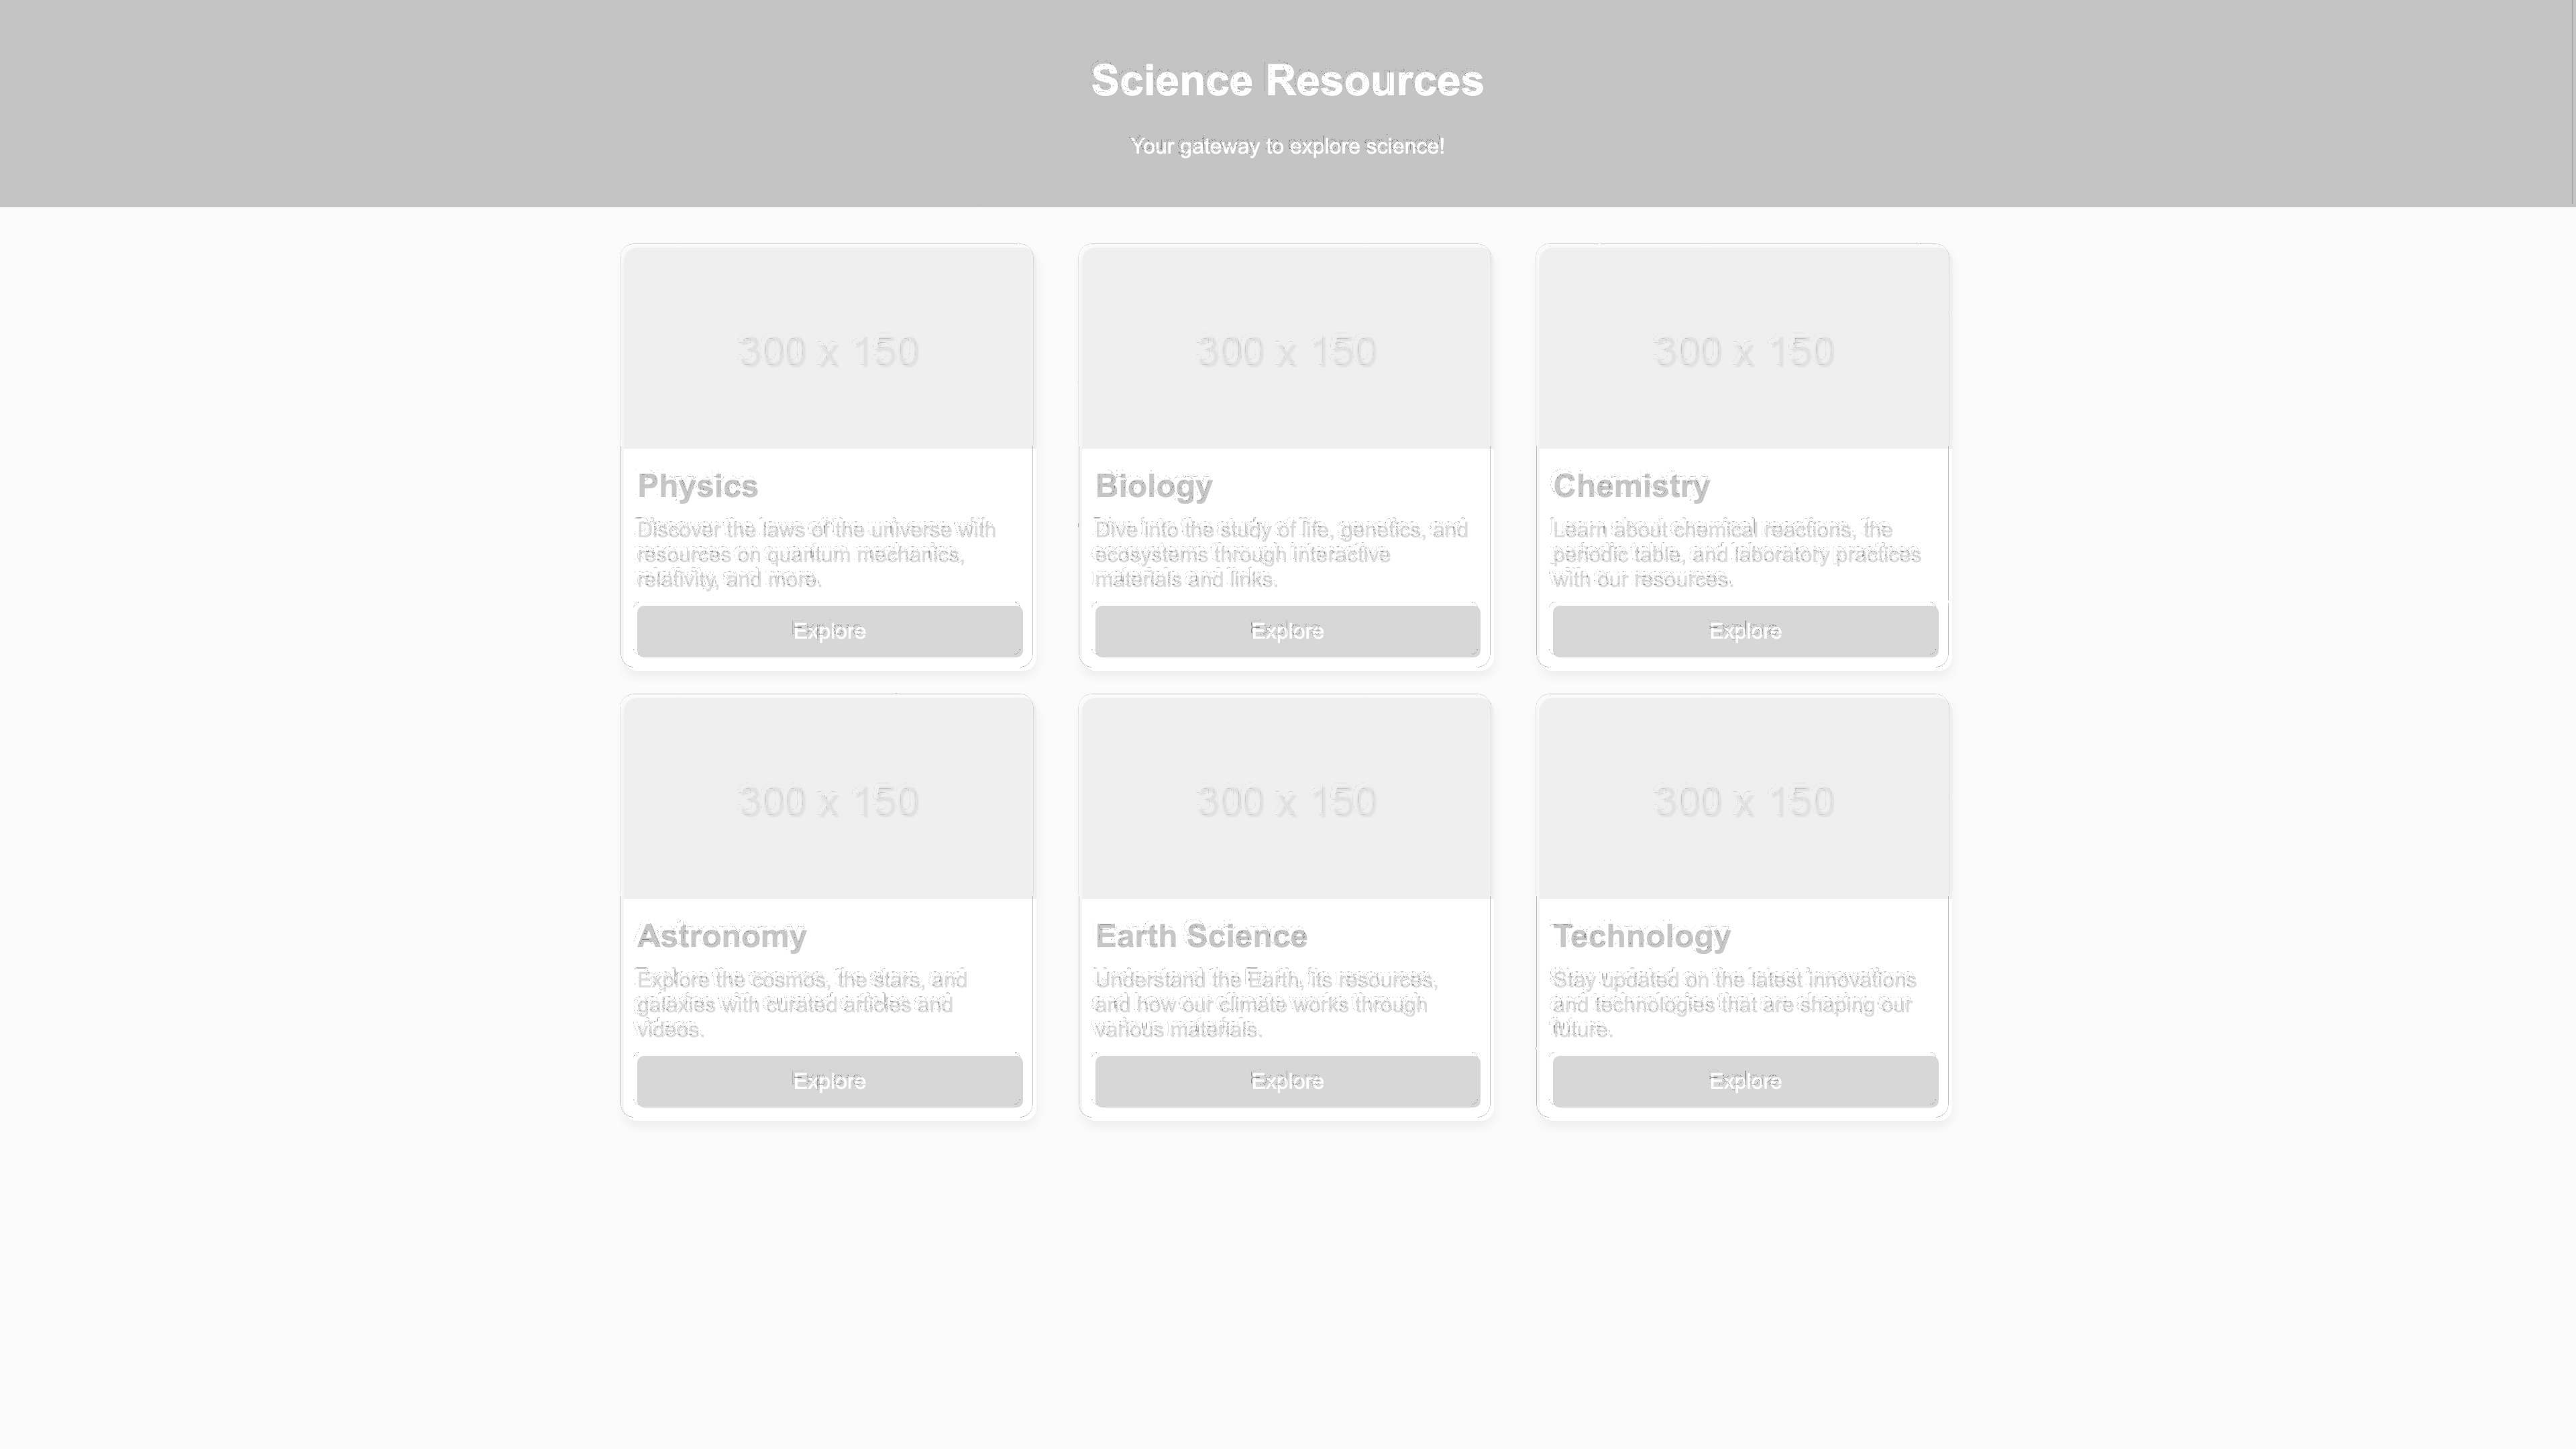 Science Resources
Your gateway to explore science!
300 x 150
300 x 150
300 x 150
Physics
Discover the laws of the universe with
resources on quantum mechanics,
relativity, and more.
Explore
Biology
Dive into the study of life, genetics, and
ecosystems through interactive
materials and links.
Explore
Chemistry
Learn about chemical reactions, the
periodic table, and laboratory practices
with our resources.
Explore
300 x 150
300 x 150
300 x 150
Astronomy
Explore the cosmos, the stars, and
galaxies with curated articles and
videos.
Explore
Earth Science
Understand the Earth, its resources,
and how our climate works through
various materials.
Explore
Technology
Stay updated on the latest innovations
and technologies that are shaping our
future.
Explore